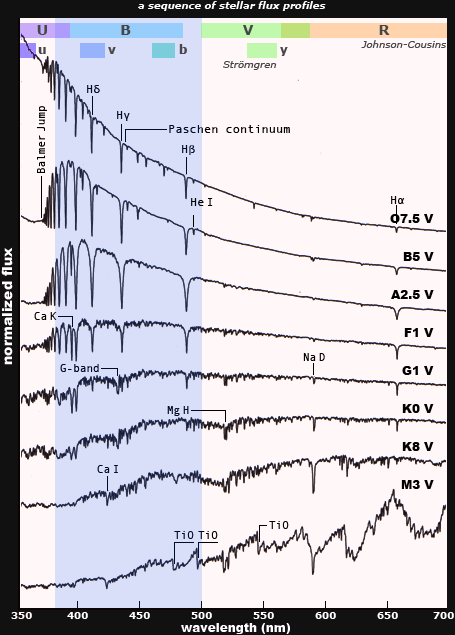 a sequence of stellar flux profiles
U B V R
Johnson-Cousins
u v b y
Strömgren
Hδ
Hγ
Paschen continuum
Hβ
Balmer Jump
He I
Hα
O7.5 V
B5 V
A2.5 V
Ca K
F1 V
Na D
G-band
G1 V
Mg H
K0 V
K8 V
Ca I
M3 V
TiO TiO
TiO
normalized flux
350 400 450 500 550 600 650 700
wavelength (nm)